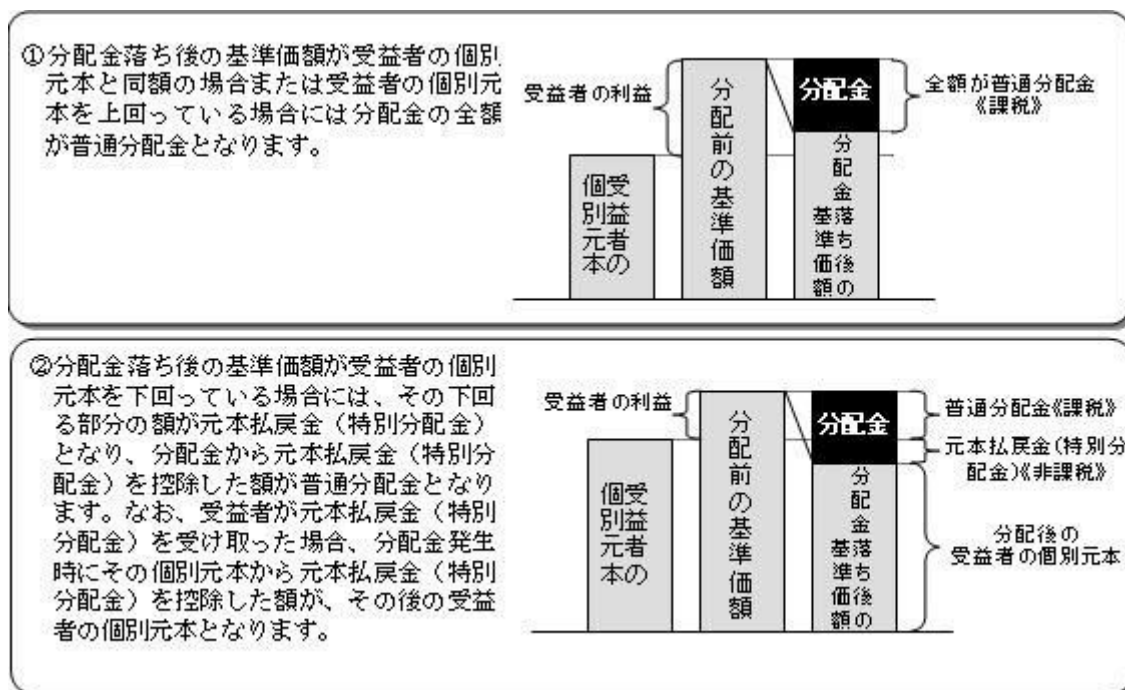 ①分配金落ち後の基準価額が受益者の個別
元本と同額の場合または受益者の個別元
本を上回っている場合には分配金の全額
が普通分配金となります。
受益者の利益
受益者の
個別元本
分配前の基準価額
分配金
分配金落ち後の
基準価額
全額が普通分配金
《課税》
②分配金落ち後の基準価額が受益者の個別
元本を下回っている場合には、その下回
る部分の額が元本払戻金（特別分配金）
となり、分配金から元本払戻金（特別分
配金）を控除した額が普通分配金となり
ます。なお、受益者が元本払戻金（特別
分配金）を受け取った場合、分配金発生
時にその個別元本から元本払戻金（特別
分配金）を控除した額が、その後の受益
者の個別元本となります。
受益者の利益
受益者の
個別元本
分配前の基準価額
分配金
分配金落ち後の
基準価額
普通分配金《課税》
元本払戻金(特別分
配金)《非課税》
分配後の
受益者の個別元本